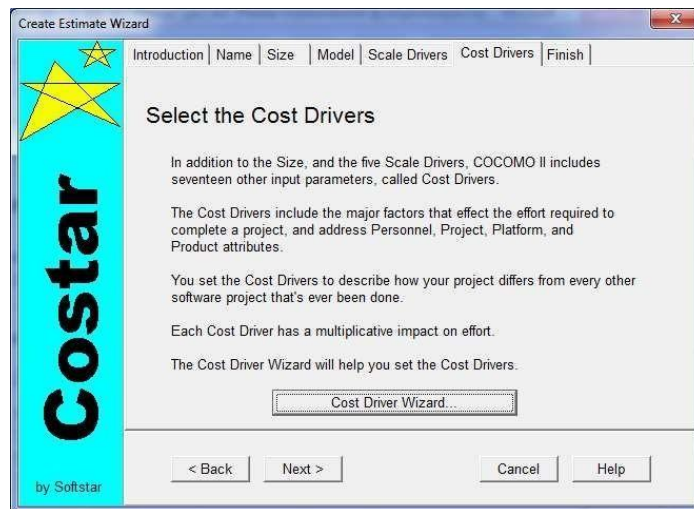 Create Estimate Wizard
Introduction Name Size Model Scale Drivers Cost Drivers Finish
Select the Cost Drivers
In addition to the Size, and the five Scale Drivers, COCOMO II includes
seventeen other input parameters, called Cost Drivers.
The Cost Drivers include the major factors that effect the effort required to
complete a project, and address Personnel, Project, Platform, and
Product attributes.
You set the Cost Drivers to describe how your project differs from every other
software project that's ever been done.
Each Cost Driver has a multiplicative impact on effort.
The Cost Driver Wizard will help you set the Cost Drivers.
Cost Driver Wizard...
< Back Next > Cancel Help
Costar
by Softstar